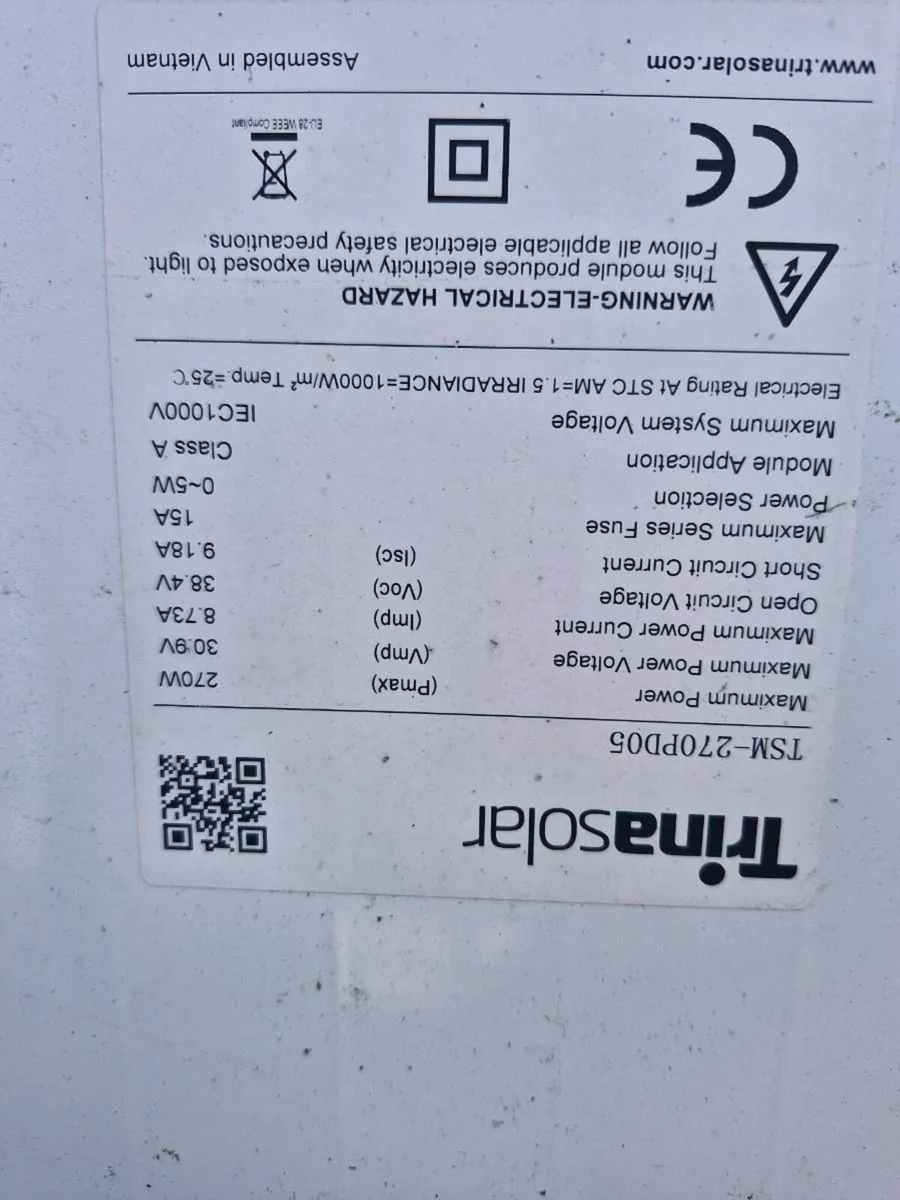 Trinasolar
TSM-270PD05
Maximum Power (Pmax) 270W
Maximum Power Voltage (Vmp) 30.9V
Maximum Power Current (Imp) 8.73A
Open Circuit Voltage (Voc) 38.4V
Short Circuit Current (Isc) 9.18A
Maximum Series Fuse 15A
Power Selection 0~5W
Module Application Class A
Maximum System Voltage IEC1000V
Electrical Rating At STC AM=1.5 IRRADIANCE=1000W/m² Temp.=25℃
WARNING-ELECTRICAL HAZARD
This module produces electricity when exposed to light.
Follow all applicable electrical safety precautions.
CE
EU-28 WEEE Compliant
www.trinasolar.com Assembled in Vietnam